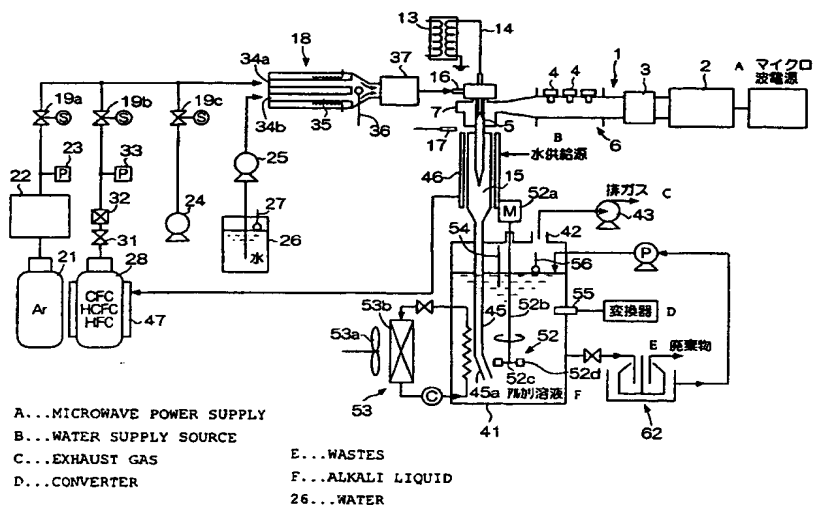 13
14
18
34a
37
16
4
4
1
3
2
A
マイクロ
波電源
19a
19b
19c
S
S
S
34b
35
36
7
5
B
6
17
水供給源
23
P
33
P
25
22
32
24
27
46
15
52a
排ガス
C
M
43
31
水
26
54
42
56
P
21
28
Ar
CFC
HCFC
HFC
47
53b
53a
45
52b
55
変換器
D
52
E
廃棄物
52c
52d
53
C
45a
アルカリ溶液
F
41
62
A...MICROWAVE POWER SUPPLY
B...WATER SUPPLY SOURCE
C...EXHAUST GAS
D...CONVERTER
E...WASTES
F...ALKALI LIQUID
26...WATER